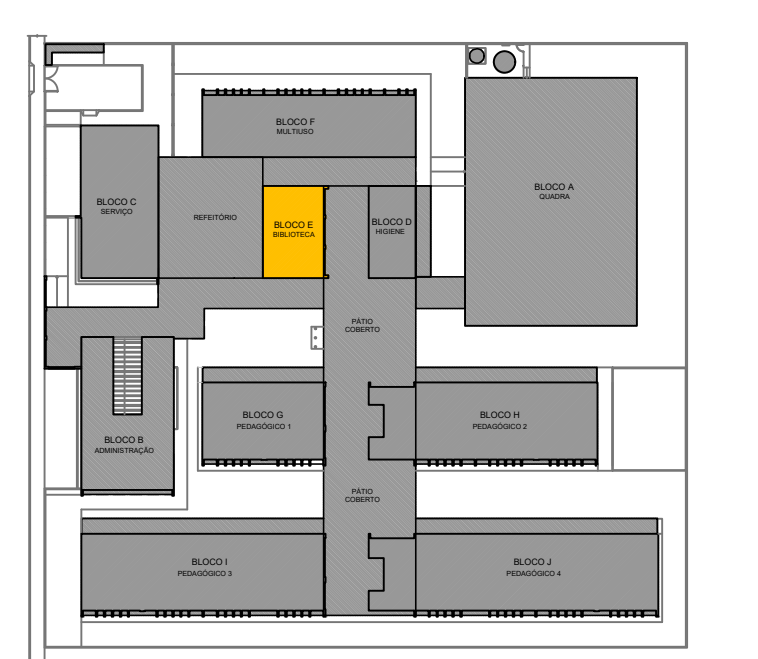 BLOCO F
MULTIUSO
BLOCO A
QUADRA
BLOCO C
SERVIÇO
REFEITÓRIO
BLOCO E
BIBLIOTECA
BLOCO D
HIGIENE
PÁTIO
COBERTO
BLOCO G
PEDAGÓGICO 1
BLOCO H
PEDAGÓGICO 2
BLOCO B
ADMINISTRAÇÃO
PÁTIO
COBERTO
BLOCO I
PEDAGÓGICO 3
BLOCO J
PEDAGÓGICO 4